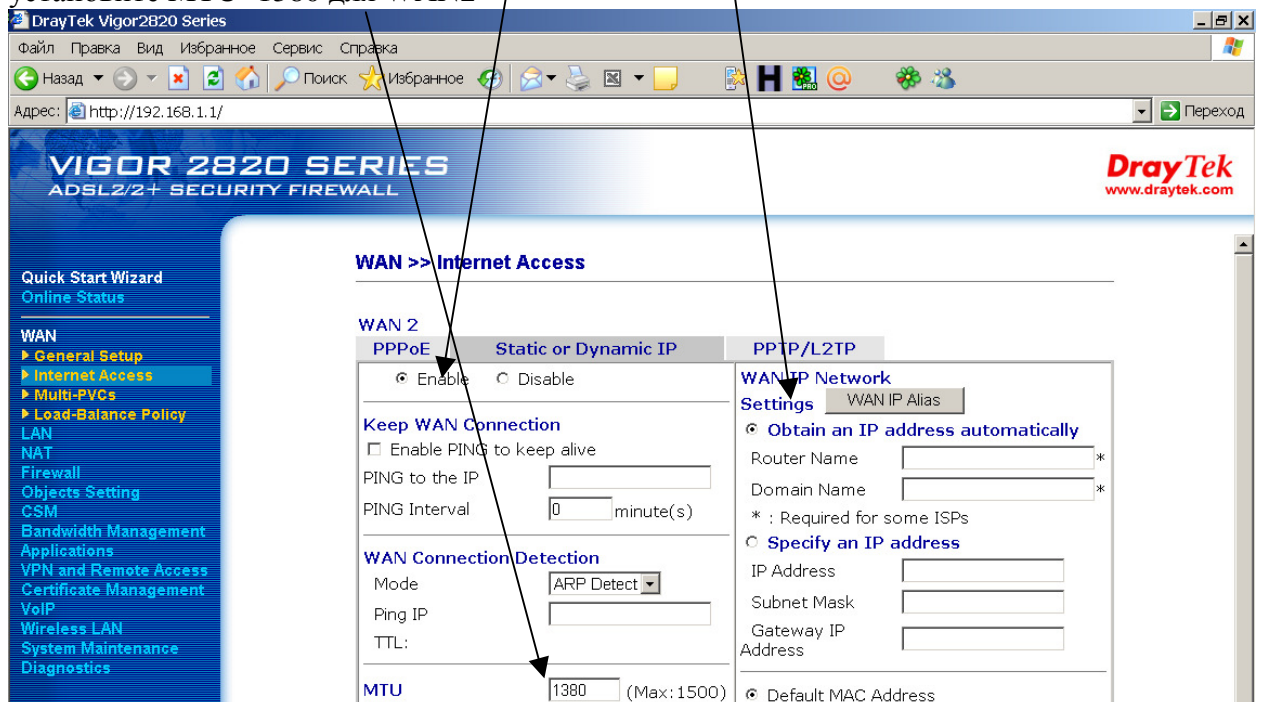 установите MTU 1380 для WAN2
DrayTek Vigor2820 Series
Файл Правка Вид Избранное Сервис Справка
Назад Поиск Избранное
Адрес: http://192.168.1.1/ Переход
VIGOR 2820 SERIES
ADSL2/2+ SECURITY FIREWALL
DrayTek
www.draytek.com
Quick Start Wizard
Online Status
WAN
General Setup
Internet Access
Multi-PVCs
Load-Balance Policy
LAN
NAT
Firewall
Objects Setting
CSM
Bandwidth Management
Applications
VPN and Remote Access
Certificate Management
VoIP
Wireless LAN
System Maintenance
Diagnostics
WAN >> Internet Access
WAN 2
PPPoE Static or Dynamic IP PPTP/L2TP
Enable Disable
Keep WAN Connection
Enable PING to keep alive
PING to the IP
PING Interval 0 minute(s)
WAN Connection Detection
Mode ARP Detect
Ping IP
TTL:
MTU 1380 (Max:1500)
WAN IP Network
Settings WAN IP Alias
Obtain an IP address automatically
Router Name *
Domain Name *
* : Required for some ISPs
Specify an IP address
IP Address
Subnet Mask
Gateway IP
Address
Default MAC Address